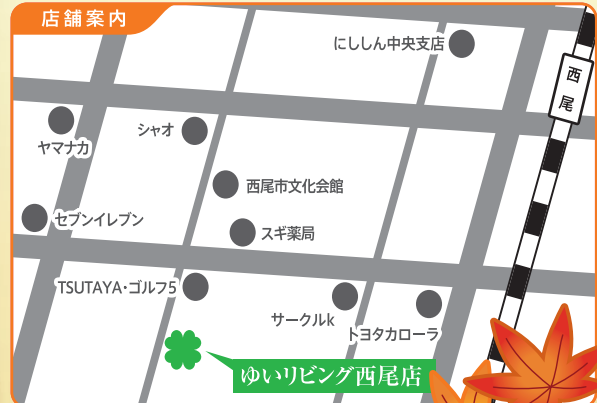 店舗案内
にししん中央支店
西尾
シャオ
ヤマナカ
西尾市文化会館
セブンイレブン
スギ薬局
TSUTAYA・ゴルフ5
サークルk
トヨタカローラ
ゆいリビング西尾店